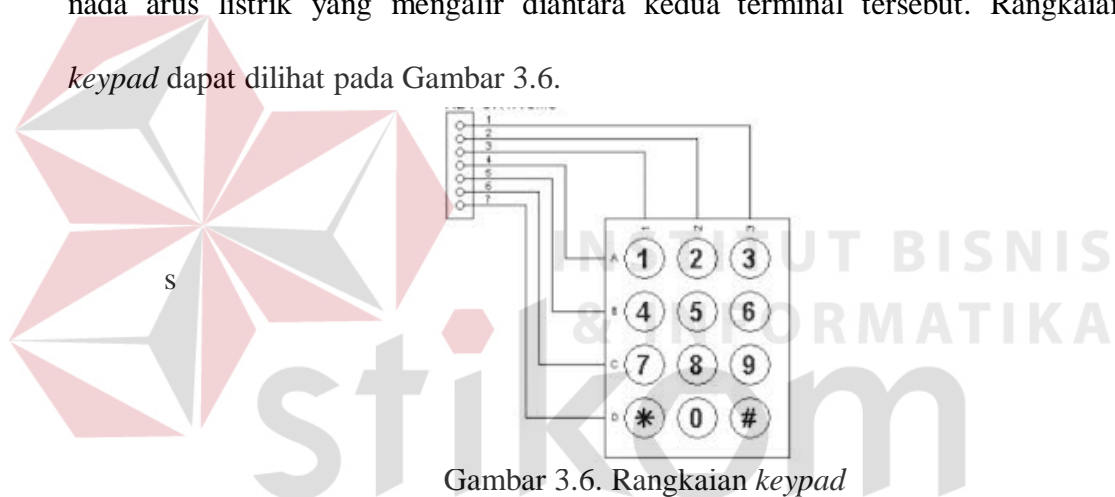 nada arus listrik yang mengalir diantara kedua terminal tersebut. Rangkaian
keypad dapat dilihat pada Gambar 3.6.
1
2
3
4
5
6
7
1 2 3
A 1 2 3
B 4 5 6
C 7 8 9
D * 0 #
s
INSTITUT BISNIS
& INFORMATIKA
stikom
Gambar 3.6. Rangkaian keypad